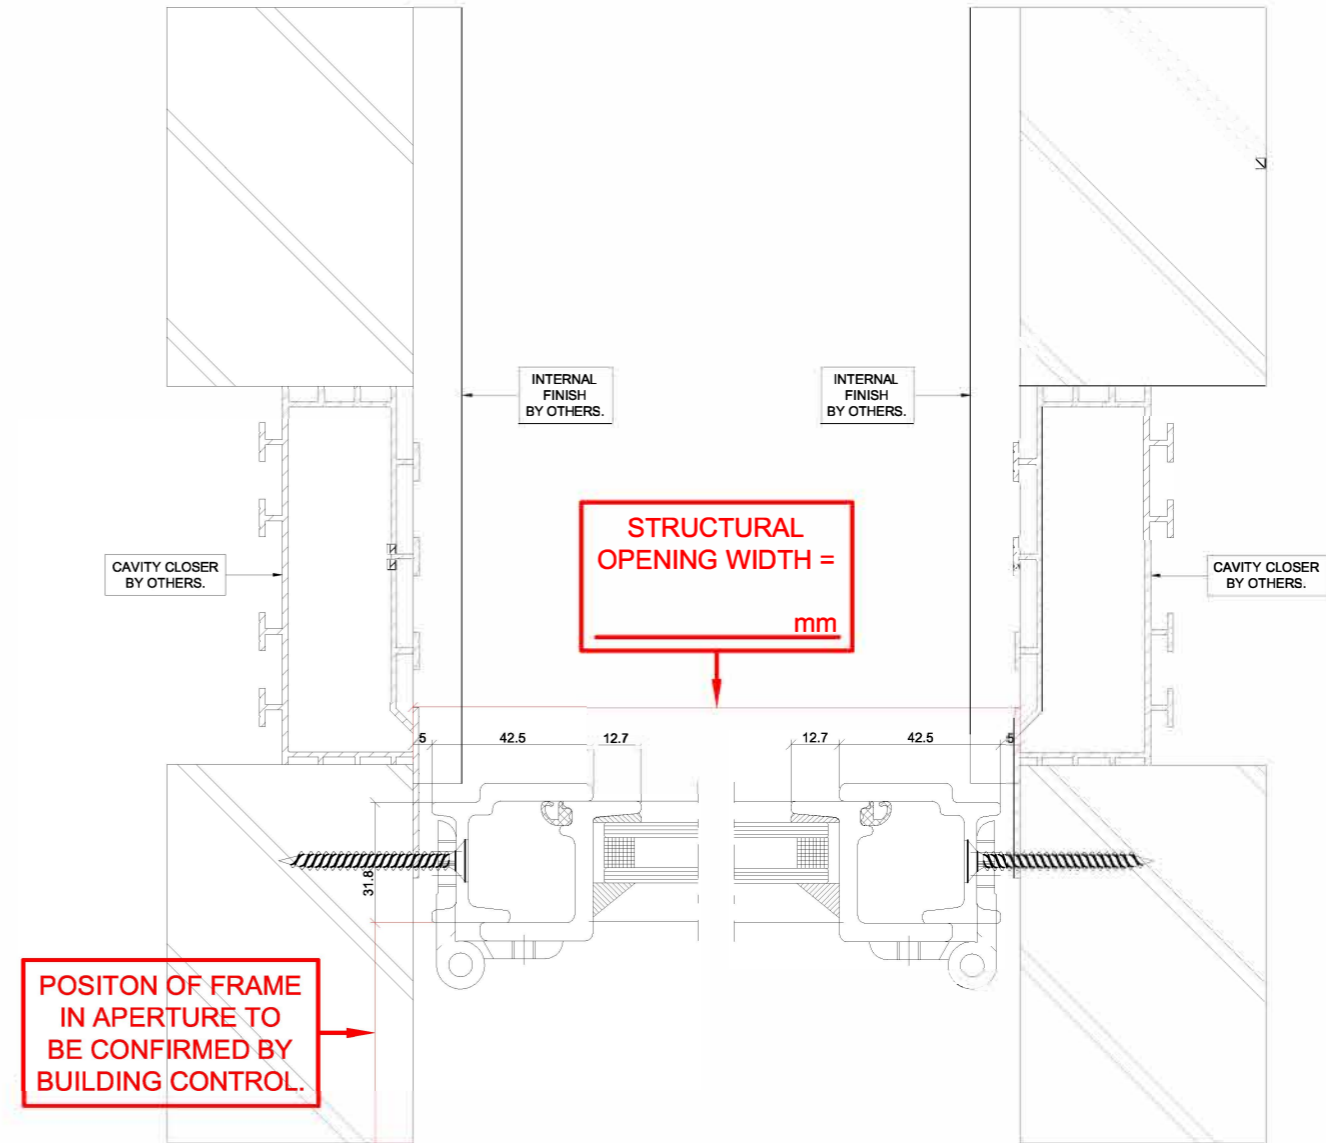 INTERNAL
FINISH
BY OTHERS.
INTERNAL
FINISH
BY OTHERS.
STRUCTURAL
OPENING WIDTH =
mm
CAVITY CLOSER
BY OTHERS.
CAVITY CLOSER
BY OTHERS.
5 42.5 12.7 12.7 42.5 5
31.8
POSITON OF FRAME
IN APERTURE TO
BE CONFIRMED BY
BUILDING CONTROL.